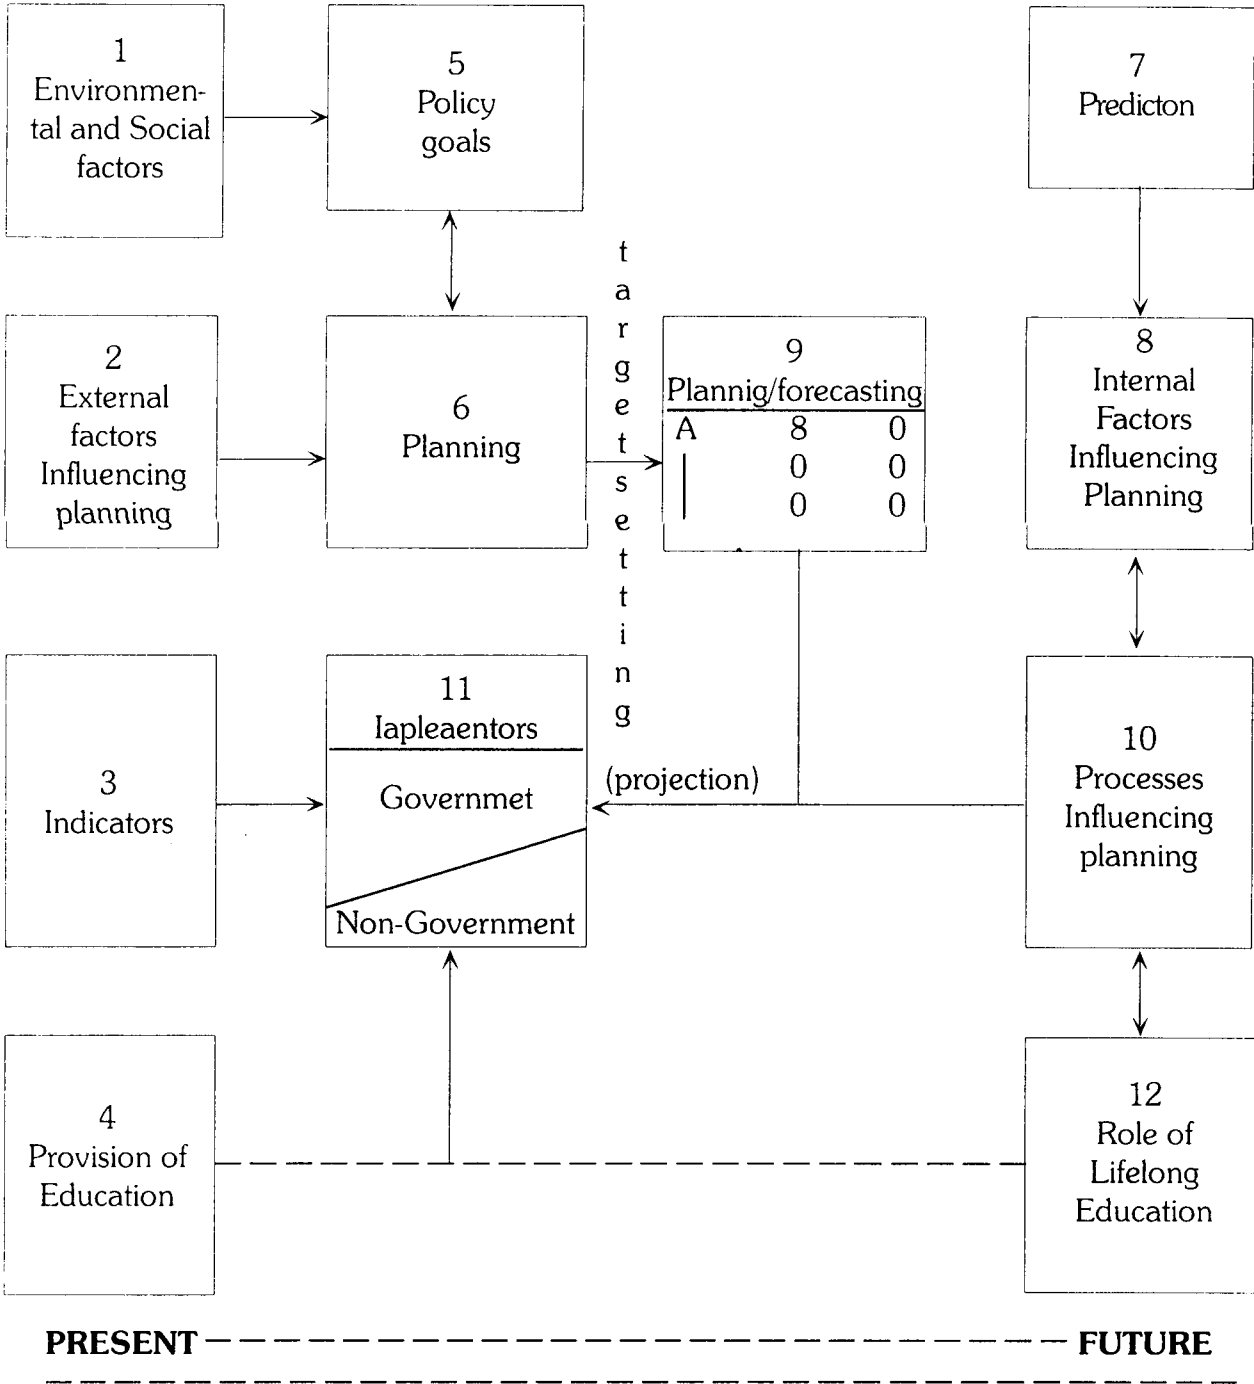 1
Environmen-
tal and Social
factors
5
Policy
goals
7
Predicton
2
External
factors
Influencing
planning
6
Planning
target setting
9
Plannig/forecasting
A 8 0
| 0 0
| 0 0
8
Internal
Factors
Influencing
Planning
3
Indicators
11
Iapleaentors
Governmet
Non-Government
(projection)
10
Processes
Influencing
planning
4
Provision of
Education
12
Role of
Lifelong
Education
PRESENT FUTURE